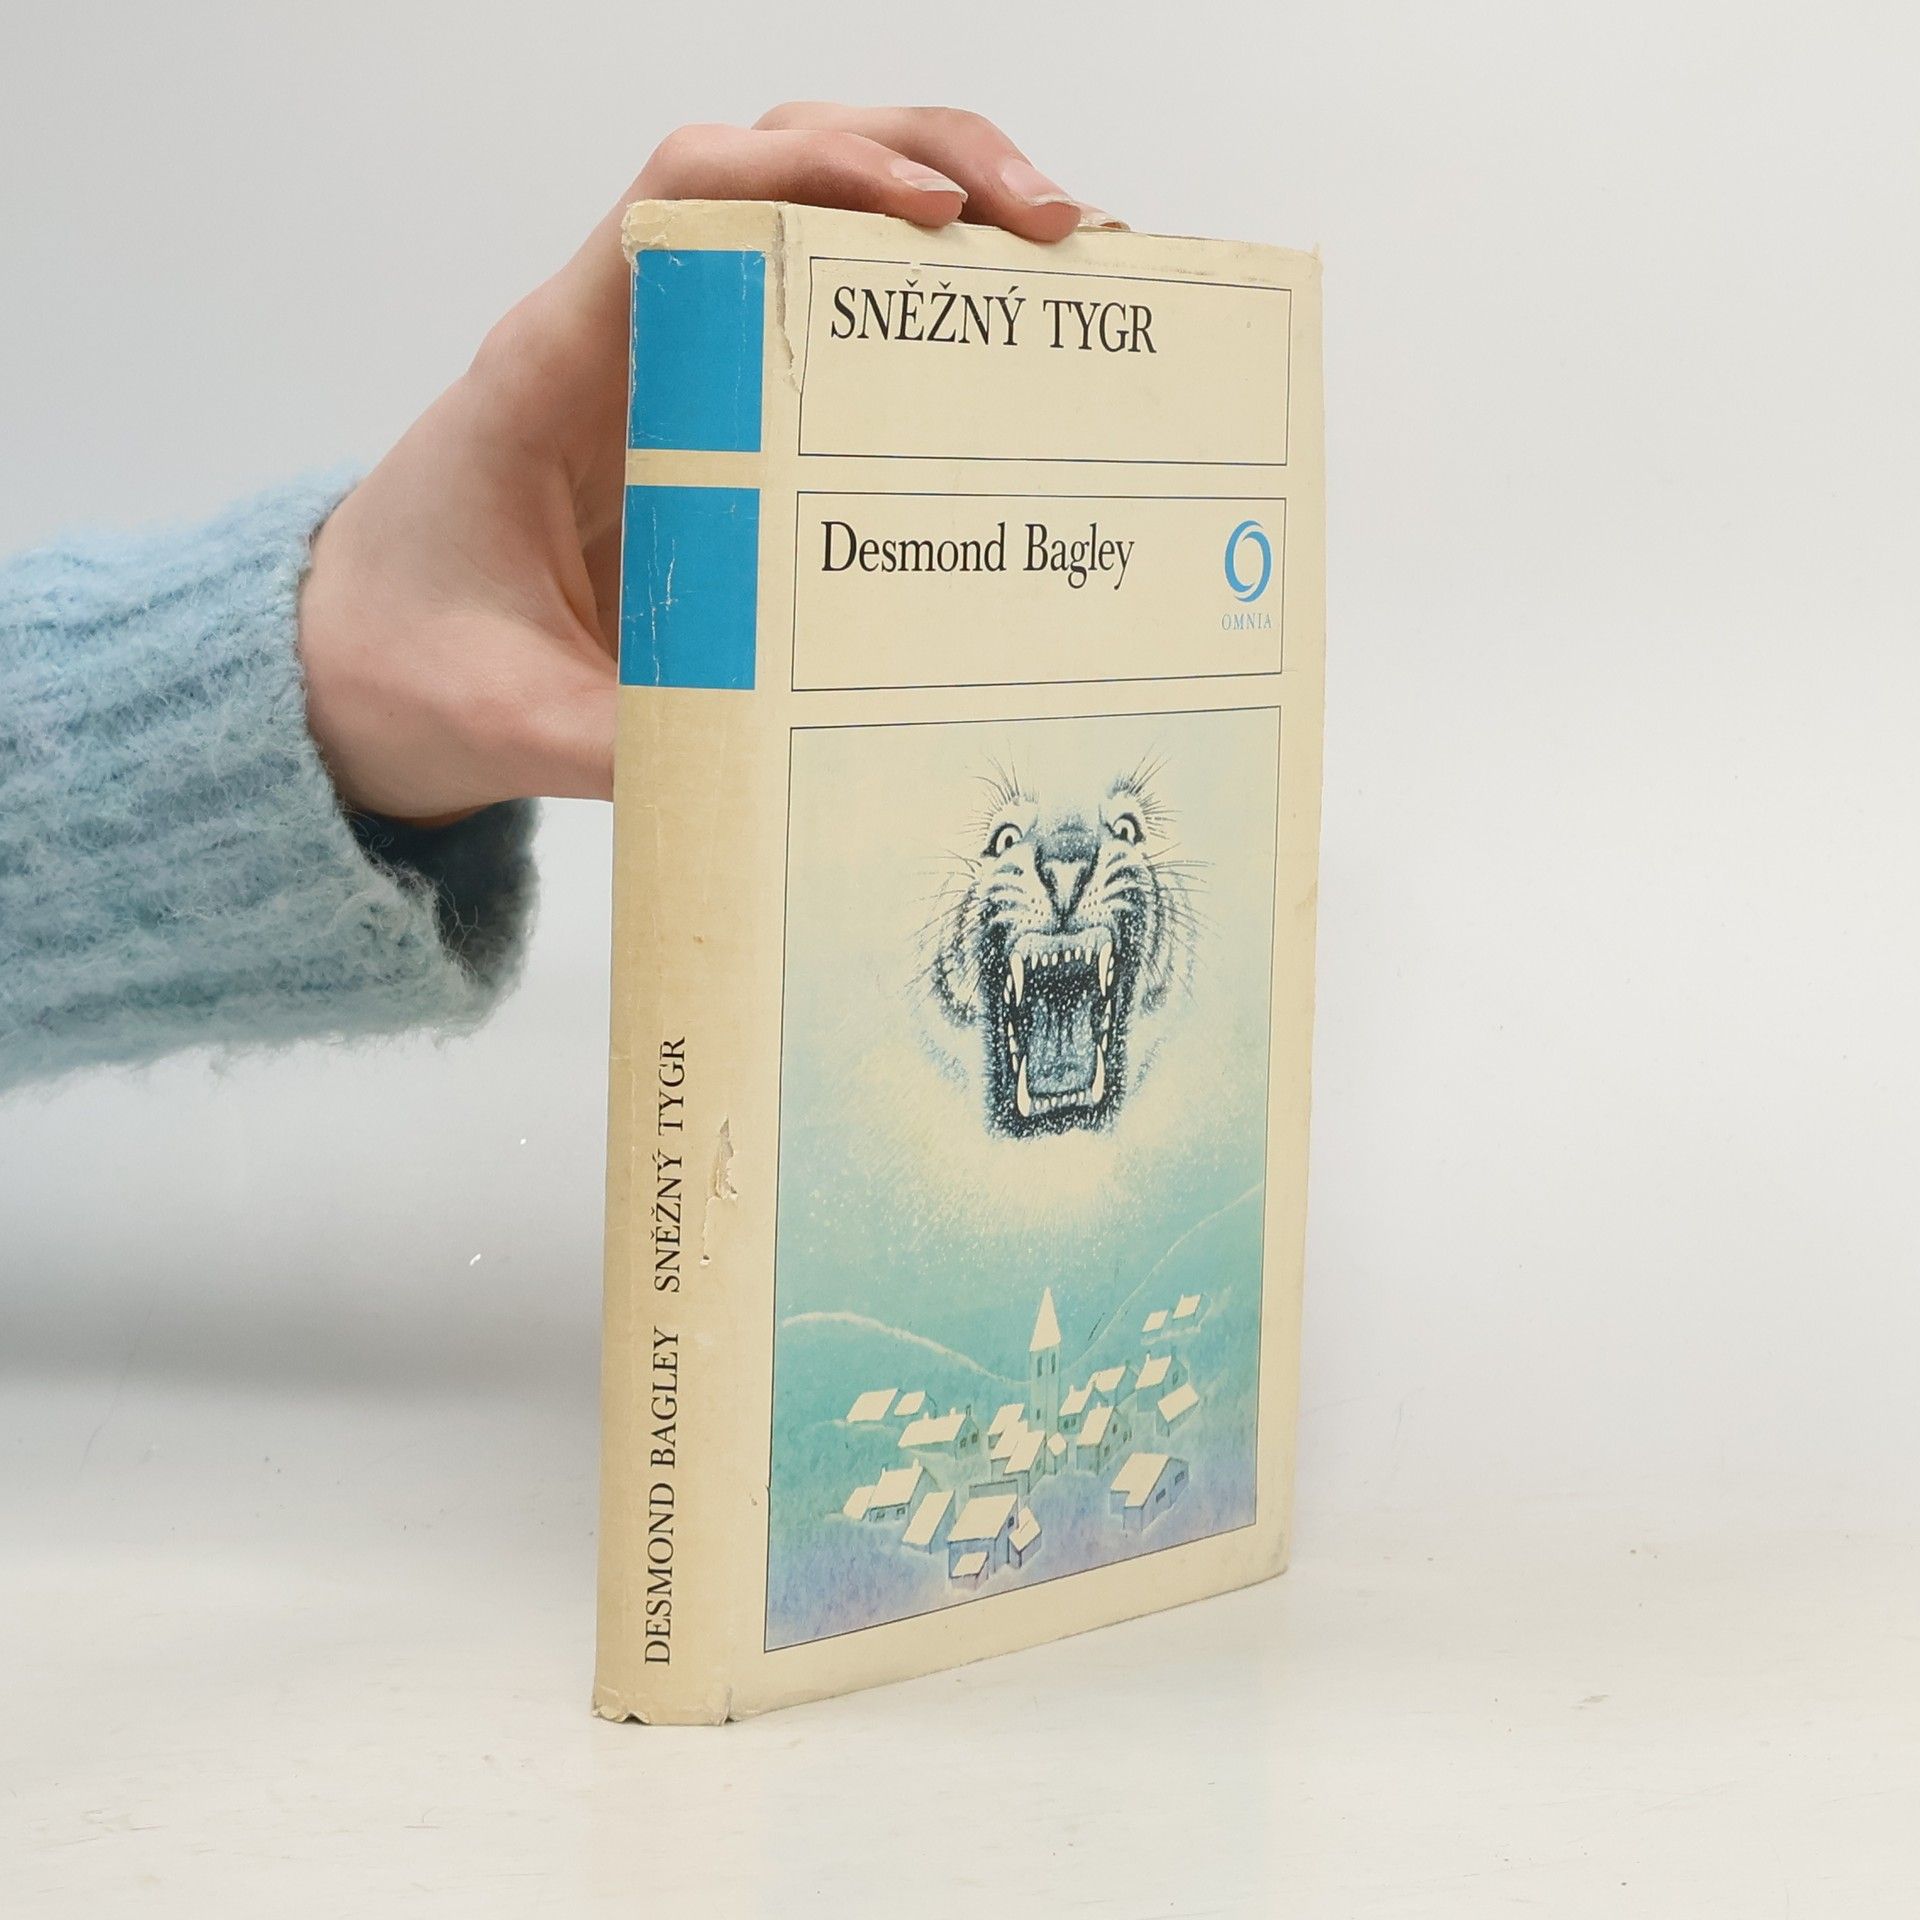 SNĚŽNÝ TYGR
Desmond Bagley
OMNIA
DESMOND BAGLEY SNĚŽNÝ TYGR